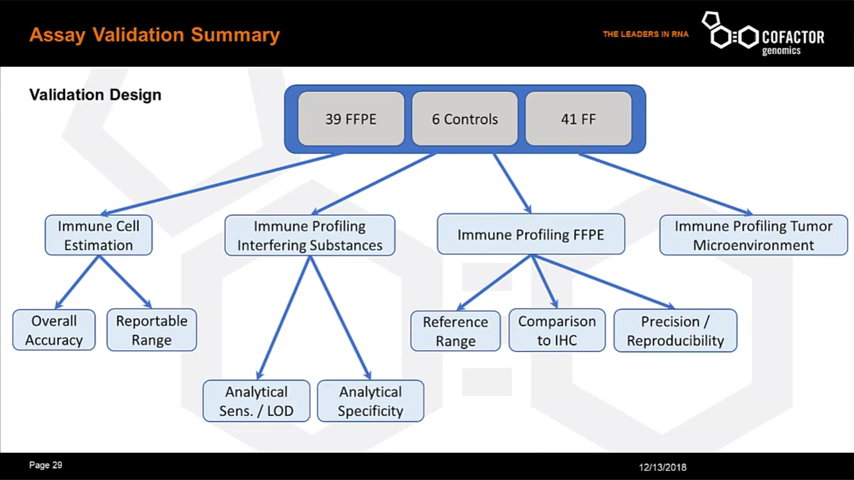 Assay Validation Summary
THE LEADERS IN RNA
COFACTOR
genomics
Validation Design
39 FFPE
6 Controls
41 FF
Immune Cell
Estimation
Immune Profiling
Interfering Substances
Immune Profiling FFPE
Immune Profiling Tumor
Microenvironment
Overall
Accuracy
Reportable
Range
Reference
Range
Comparison
to IHC
Precision /
Reproducibility
Analytical
Sens. / LOD
Analytical
Specificity
Page 29
12/13/2018